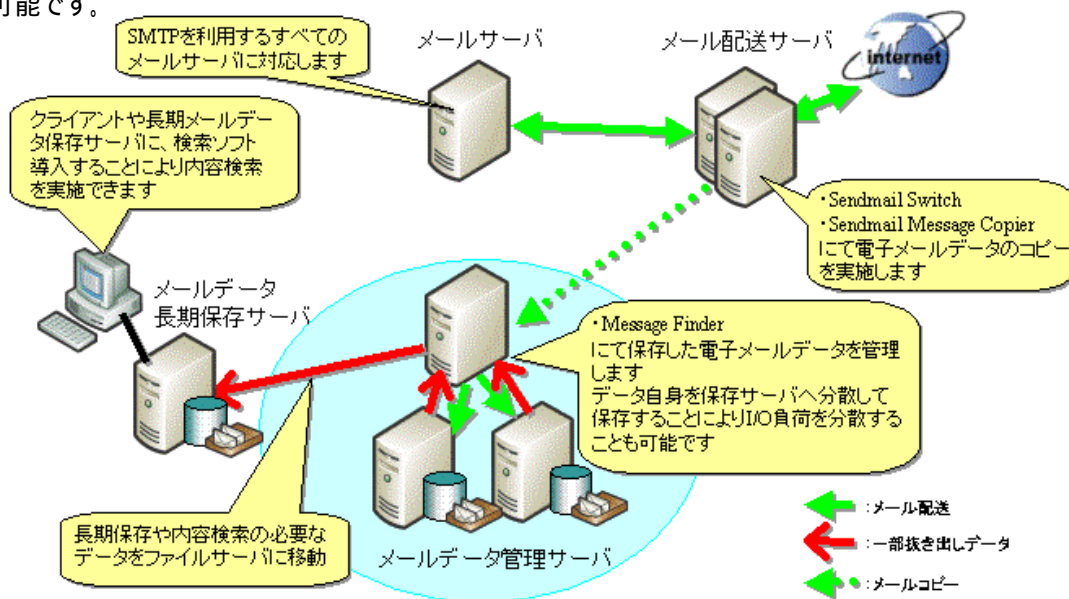 可能です。
SMTPを利用するすべての
メールサーバに対応します
メールサーバ
メール配送サーバ
internet
クライアントや長期メールデー
タ保存サーバに、検索ソフト
導入することにより内容検索
を実施できます
・Sendmail Switch
・Sendmail Message Copier
にて電子メールデータのコピー
を実施します
メールデータ
長期保存サーバ
・Message Finder
にて保存した電子メールデータを管理
します
データ自身を保存サーバへ分散して
保存することによりI/O負荷を分散する
ことも可能です
長期保存や内容検索の必要な
データをファイルサーバに移動
メールデータ管理サーバ
:メール配送
:一部抜き出しデータ
:メールコピー